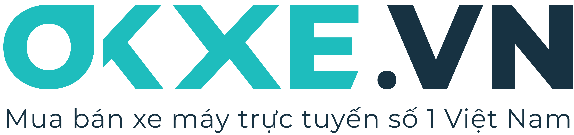 OKXE.VN
Mua bán xe máy trực tuyến số 1 Việt Nam